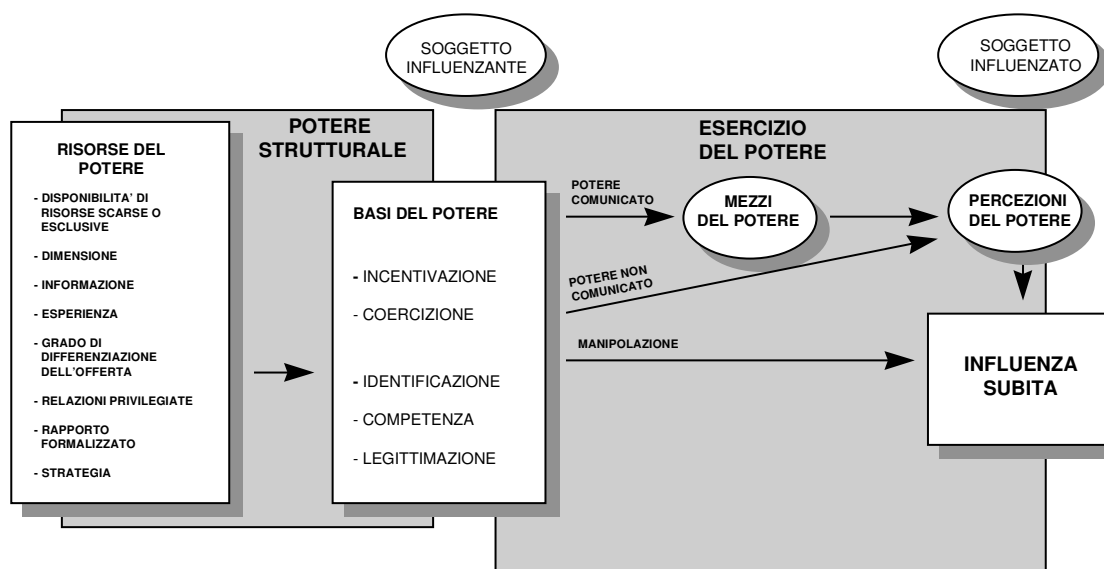 SOGGETTO
INFLUENZANTE
SOGGETTO
INFLUENZATO
POTERE
STRUTTURALE
ESERCIZIO
DEL POTERE
RISORSE DEL
POTERE
- DISPONIBILITA' DI
RISORSE SCARSE O
ESCLUSIVE
- DIMENSIONE
- INFORMAZIONE
- ESPERIENZA
- GRADO DI
DIFFERENZIAZIONE
DELL'OFFERTA
- RELAZIONI PRIVILEGIATE
- RAPPORTO
FORMALIZZATO
- STRATEGIA
BASI DEL POTERE
- INCENTIVAZIONE
- COERCIZIONE
- IDENTIFICAZIONE
- COMPETENZA
- LEGITTIMAZIONE
POTERE
COMUNICATO
MEZZI
DEL POTERE
PERCEZIONI
DEL POTERE
POTERE NON
COMUNICATO
MANIPOLAZIONE
INFLUENZA
SUBITA